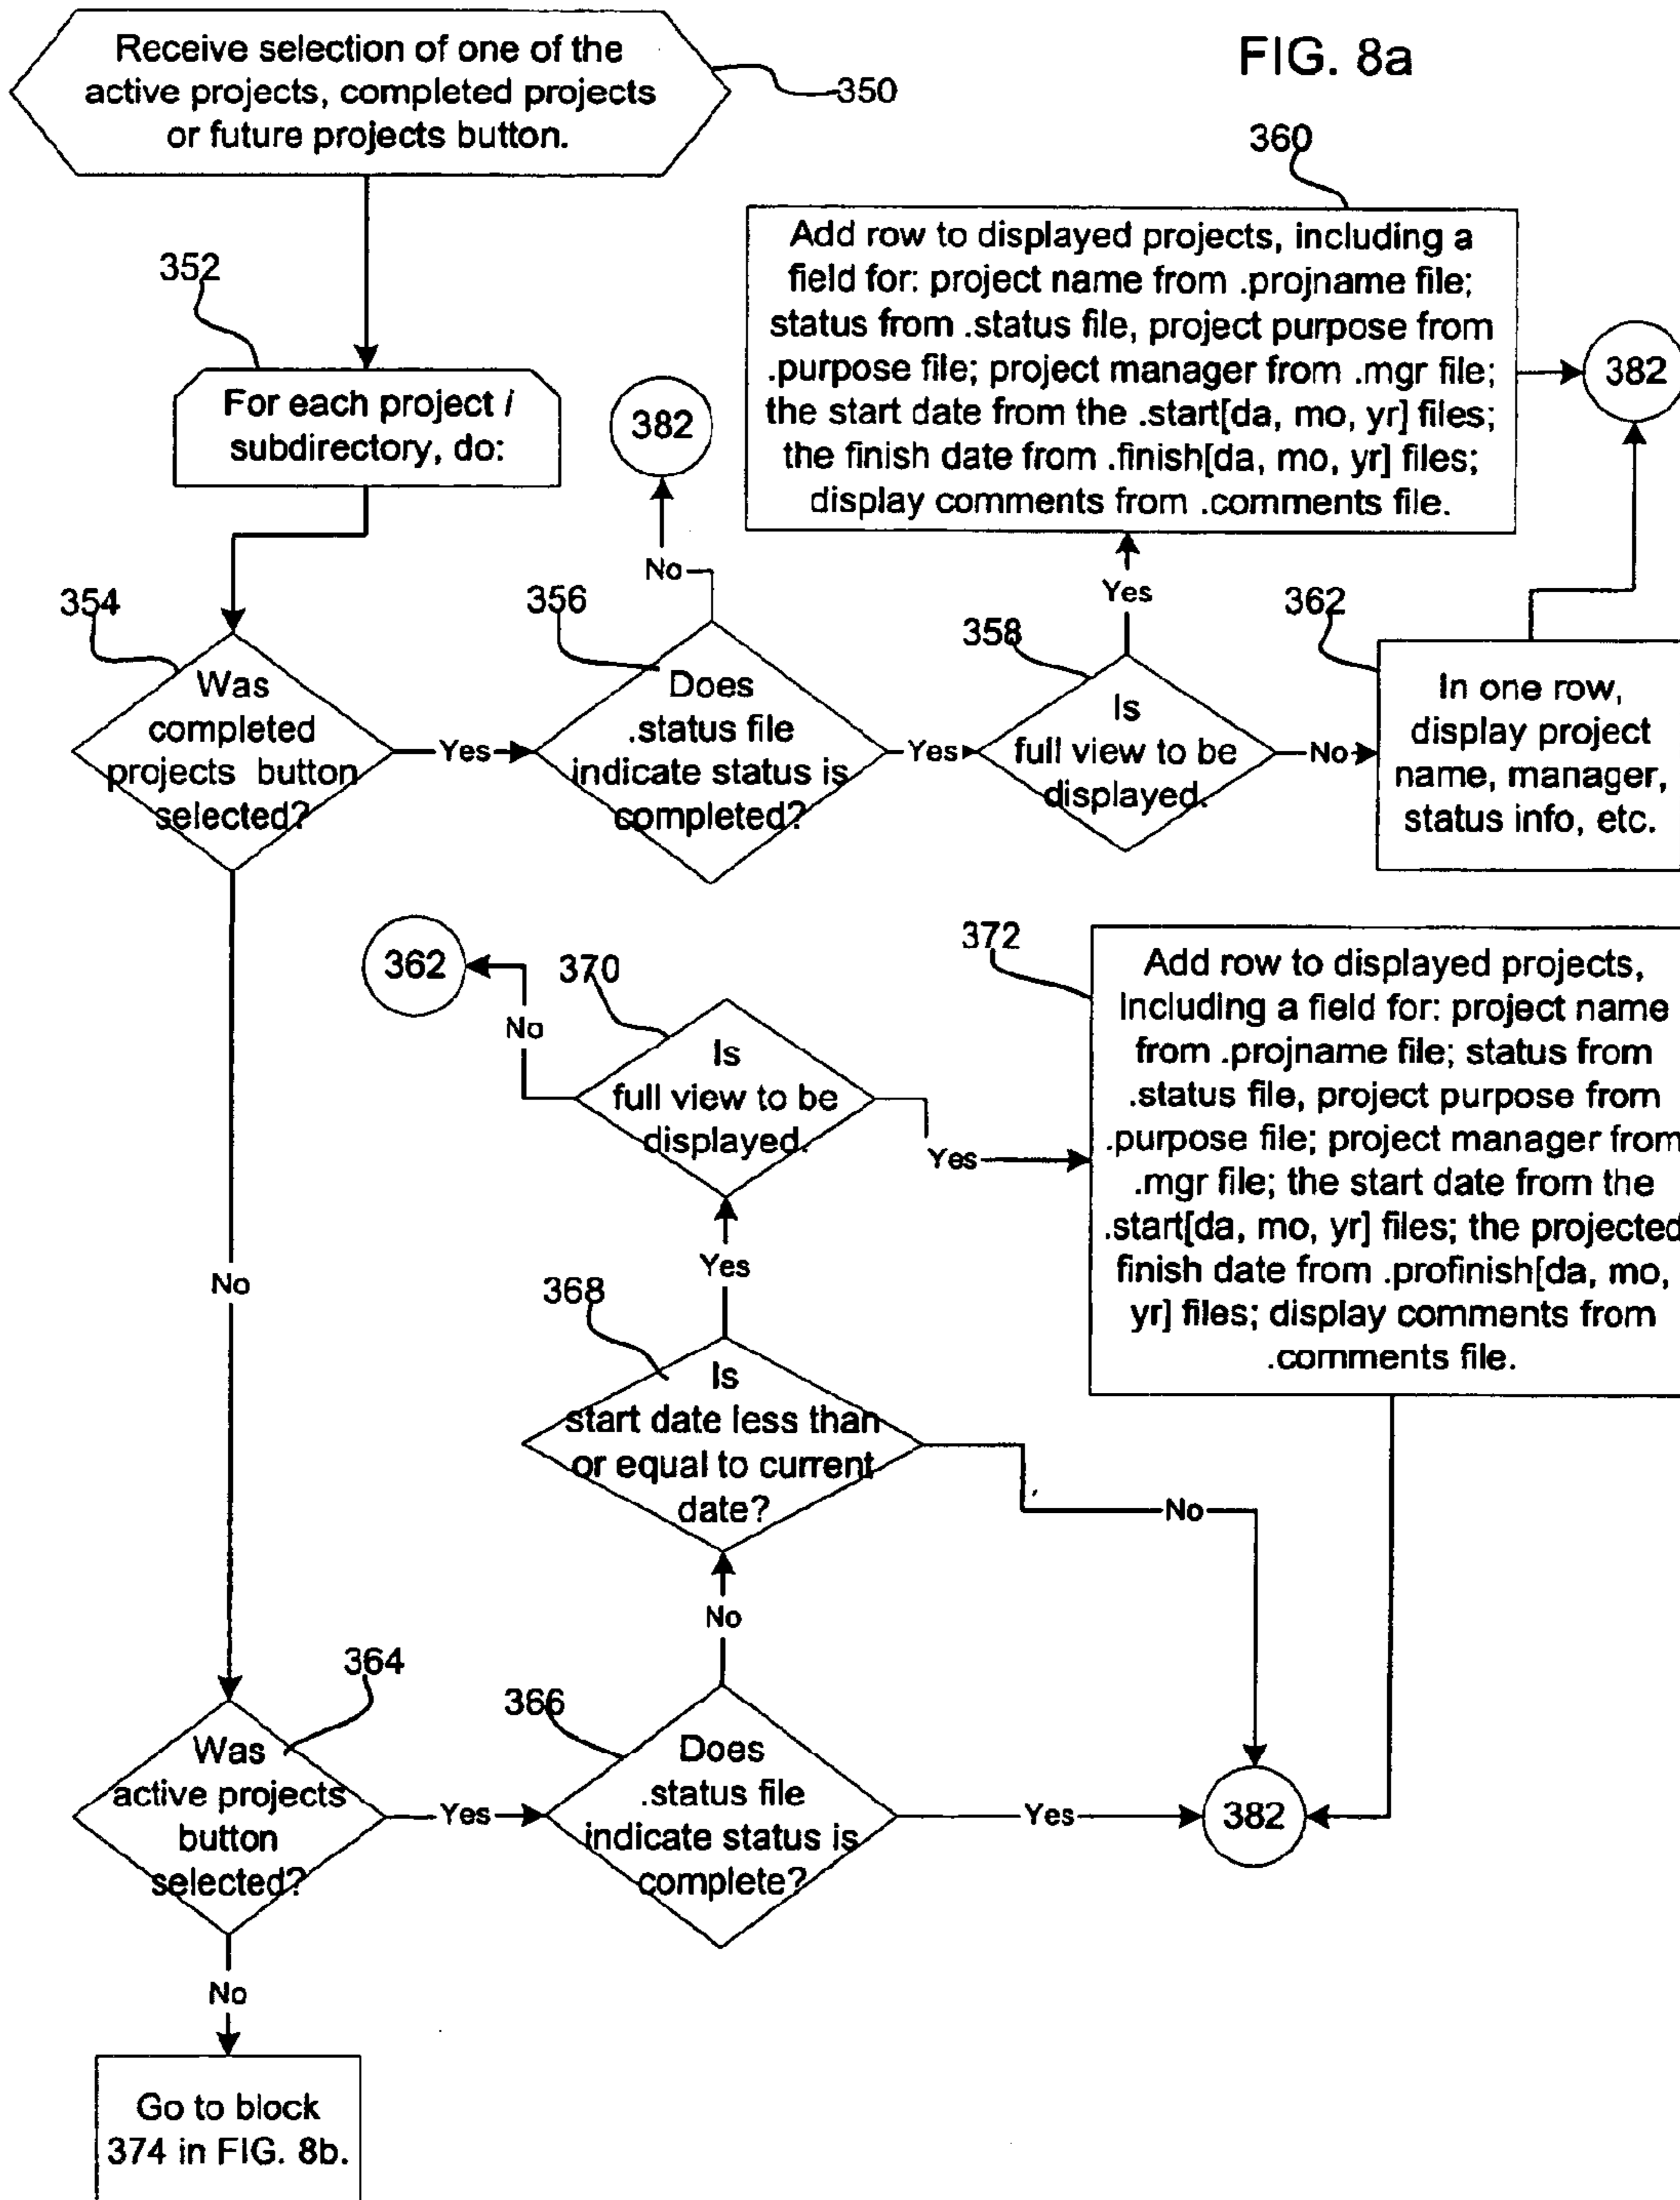 FIG. 8a
Receive selection of one of the
active projects, completed projects
or future projects button.
350
352
For each project i
subdirectory, do:
360
Add row to displayed projects, including a
field for: project name from .projname file;
status from .status file, project purpose from
.purpose file; project manager from .mgr file;
the start date from the .start[da, mo, yr] files;
the finish date from .finish[da, mo, yr] files;
display comments from .comments file.
382
382
No
Yes
354
Was
completed
projects button
selected?
Yes
356
Does
.status file
indicate status is
completed?
Yes
358
Is
full view to be
displayed.
No
362
In one row,
display project
name, manager,
status info, etc.
No
362
No
370
Is
full view to be
displayed.
Yes
372
Add row to displayed projects,
including a field for: project name
from .projname file; status from
.status file, project purpose from
.purpose file; project manager from
.mgr file; the start date from the
.start[da, mo, yr] files; the projected
finish date from .profinish[da, mo,
yr] files; display comments from
.comments file.
Yes
368
Is
start date less than
or equal to current
date?
No
No
364
Was
active projects
button
selected?
Yes
366
Does
.status file
indicate status is
complete?
Yes
382
No
Go to block
374 in FIG. 8b.